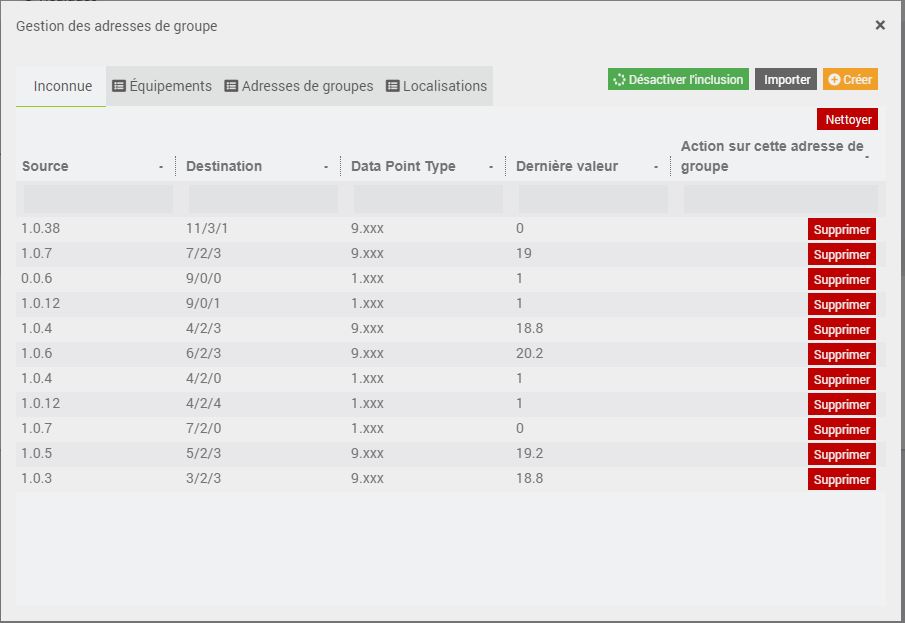 Gestion des adresses de groupe
×
Inconnue Équipements Adresses de groupes Localisations Désactiver l'inclusion Importer Créer
Nettoyer
Source - Destination - Data Point Type - Dernière valeur - Action sur cette adresse de groupe -
1.0.38 11/3/1 9.xxx 0 Supprimer
1.0.7 7/2/3 9.xxx 19 Supprimer
0.0.6 9/0/0 1.xxx 1 Supprimer
1.0.12 9/0/1 1.xxx 1 Supprimer
1.0.4 4/2/3 9.xxx 18.8 Supprimer
1.0.6 6/2/3 9.xxx 20.2 Supprimer
1.0.4 4/2/0 1.xxx 1 Supprimer
1.0.12 4/2/4 1.xxx 1 Supprimer
1.0.7 7/2/0 1.xxx 0 Supprimer
1.0.5 5/2/3 9.xxx 19.2 Supprimer
1.0.3 3/2/3 9.xxx 18.8 Supprimer